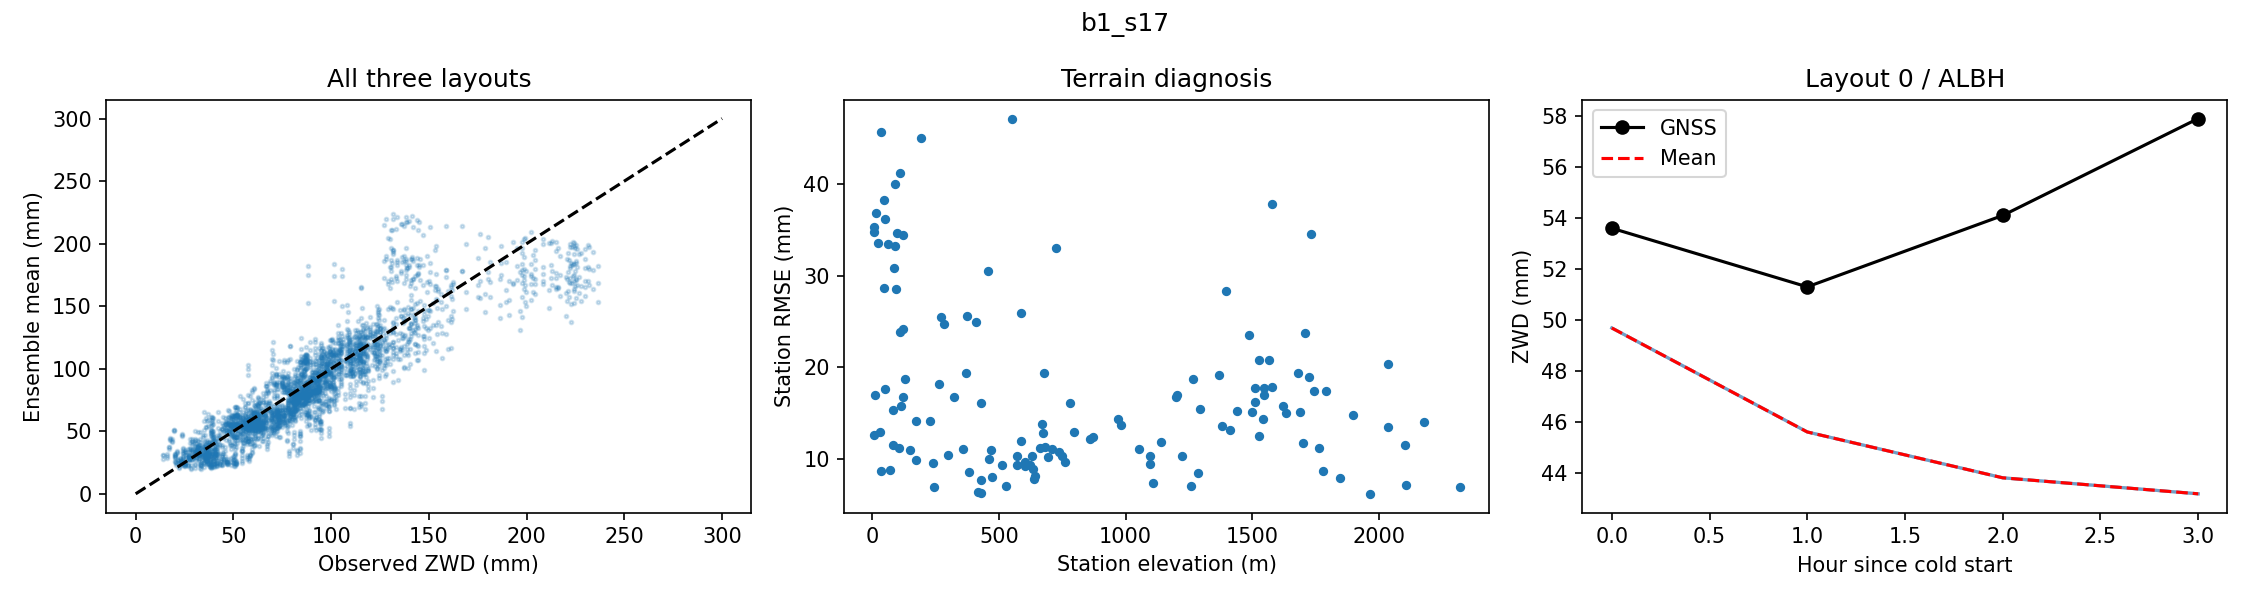 b1_s17
All three layouts
Ensemble mean (mm)
300
250
200
150
100
50
0
0 50 100 150 200 250 300
Observed ZWD (mm)
Terrain diagnosis
Station RMSE (mm)
40
30
20
10
0 500 1000 1500 2000
Station elevation (m)
Layout 0 / ALBH
GNSS
Mean
ZWD (mm)
58
56
54
52
50
48
46
44
0.0 0.5 1.0 1.5 2.0 2.5 3.0
Hour since cold start